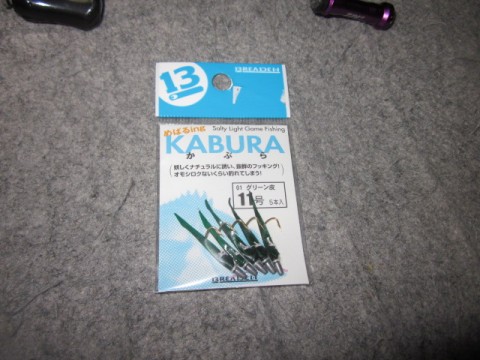 13
BREADEN
めばるing
Salty Light Game Fishing
KABURA
かぶら
妖しくナチュラルに誘い、抜群のフッキング!
オモシロクないくらい釣れてしまう!
01 グリーン皮
11号 5本入
BREADEN